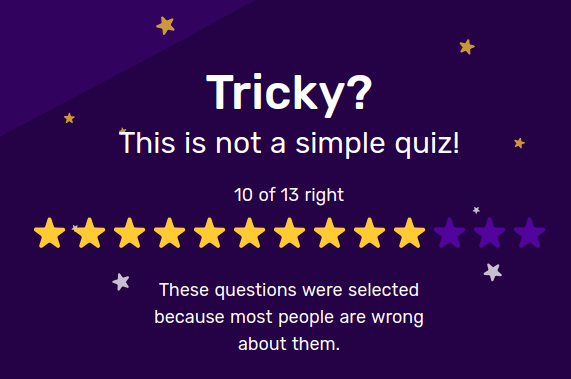 Tricky?
This is not a simple quiz!
10 of 13 right
These questions were selected
because most people are wrong
about them.